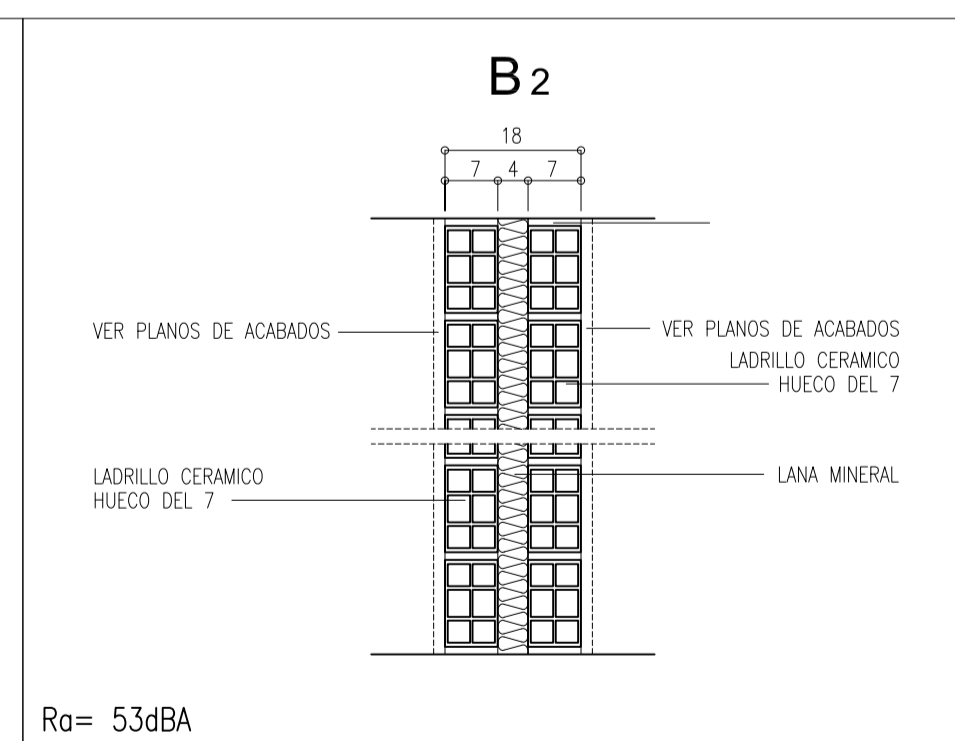 B 2
18
7 4 7
VER PLANOS DE ACABADOS
VER PLANOS DE ACABADOS
LADRILLO CERAMICO
HUECO DEL 7
LADRILLO CERAMICO
HUECO DEL 7
LANA MINERAL
Ra= 53dBA